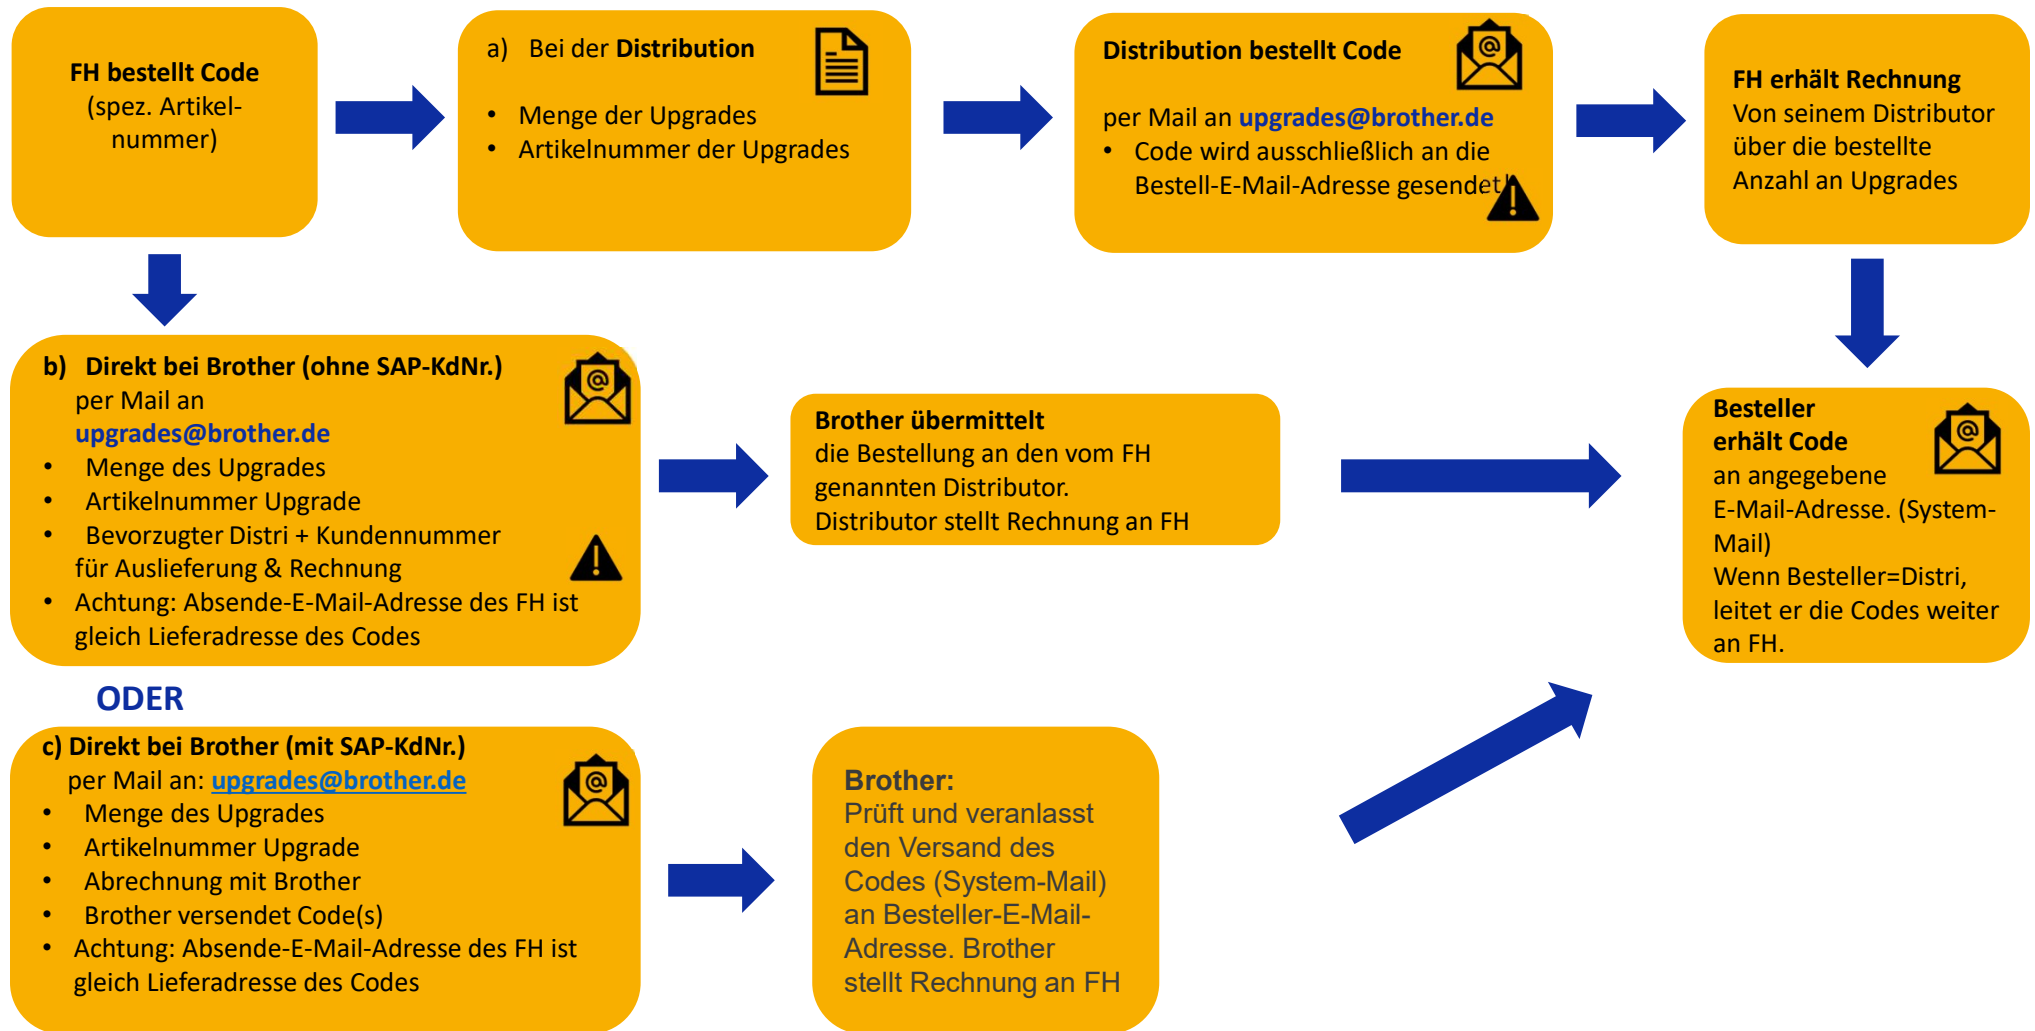 FH bestellt Code
(spez. Artikel-
nummer)
a) Bei der Distribution
• Menge der Upgrades
• Artikelnummer der Upgrades
Distribution bestellt Code
per Mail an upgrades@brother.de
• Code wird ausschließlich an die
Bestell-E-Mail-Adresse gesendet!
FH erhält Rechnung
Von seinem Distributor
über die bestellte
Anzahl an Upgrades
b) Direkt bei Brother (ohne SAP-KdNr.)
per Mail an
upgrades@brother.de
• Menge des Upgrades
• Artikelnummer Upgrade
• Bevorzugter Distri + Kundennummer
für Auslieferung & Rechnung
• Achtung: Absende-E-Mail-Adresse des FH ist
gleich Lieferadresse des Codes
Brother übermittelt
die Bestellung an den vom FH
genannten Distributor.
Distributor stellt Rechnung an FH
Besteller
erhält Code
an angegebene
E-Mail-Adresse. (System-
Mail)
Wenn Besteller=Distri,
leitet er die Codes weiter
an FH.
ODER
c) Direkt bei Brother (mit SAP-KdNr.)
per Mail an: upgrades@brother.de
• Menge des Upgrades
• Artikelnummer Upgrade
• Abrechnung mit Brother
• Brother versendet Code(s)
• Achtung: Absende-E-Mail-Adresse des FH ist
gleich Lieferadresse des Codes
Brother:
Prüft und veranlasst
den Versand des
Codes (System-Mail)
an Besteller-E-Mail-
Adresse. Brother
stellt Rechnung an FH